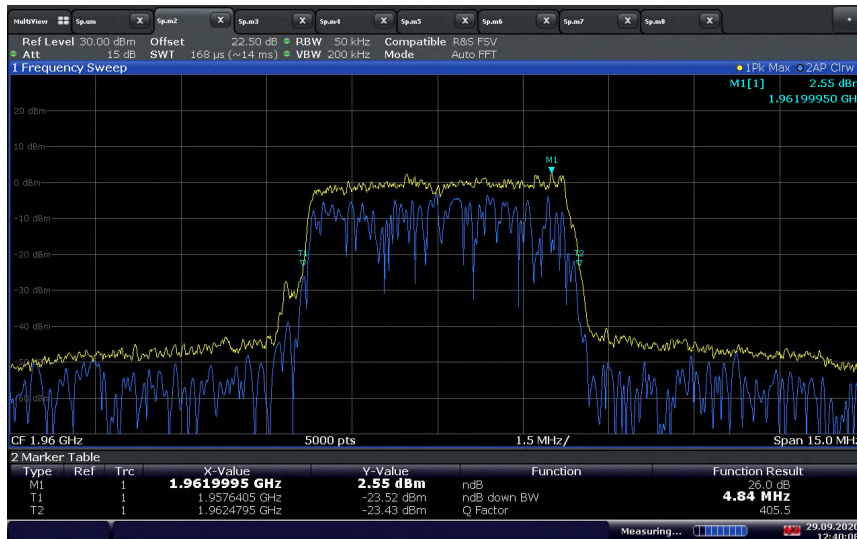 MultiView Sp.um X Sp.m2 X Sp.m3 X Sp.m4 X Sp.m5 X Sp.m6 X Sp.m7 X Sp.m8 X
Ref Level 30.00 dBm Offset 22.50 dB RBW 50 kHz Compatible R&S FSV
Att 15 dB SWT 168 µs (~14 ms) VBW 200 kHz Mode Auto FFT
1 Frequency Sweep 1Pk Max 2AP Clrw
M1[1] 2.55 dBm
1.96199950 GH
20 dBm
10 dBm
M1
0 dBm
-10 dBm
-20 dBm
T1 T2
-30 dBm
-40 dBm
CF 1.96 GHz 5000 pts 1.5 MHz/ Span 15.0 MHz
2 Marker Table
Type Ref Trc X-Value Y-Value Function Function Result
M1 1 1.9619995 GHz 2.55 dBm ndB 26.0 dB
T1 1 1.9576405 GHz -23.52 dBm ndB down BW 4.84 MHz
T2 1 1.9624795 GHz -23.43 dBm Q Factor 405.5
Measuring... 29.09.2020
12:40:08